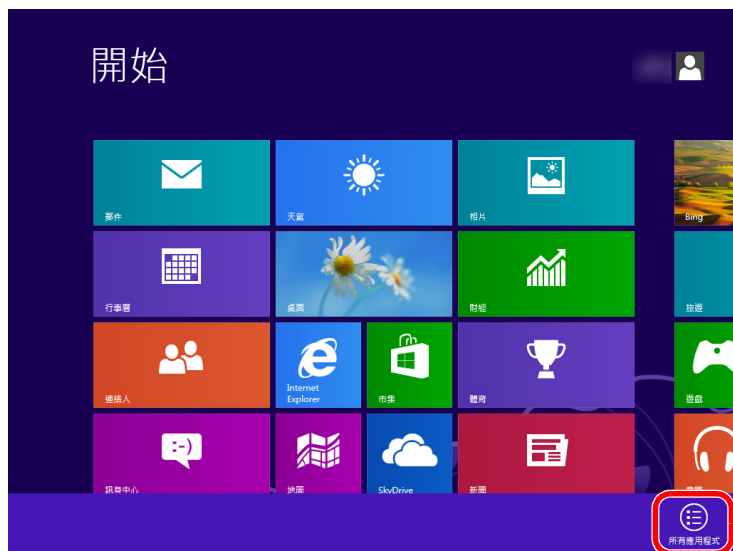 開始
郵件
天氣
相片
Bing
行事曆
桌面
財經
旅遊
連絡人
Internet
Explorer
市集
體育
遊戲
:-)
訊息中心
地圖
SkyDrive
新聞
音樂
所有應用程式